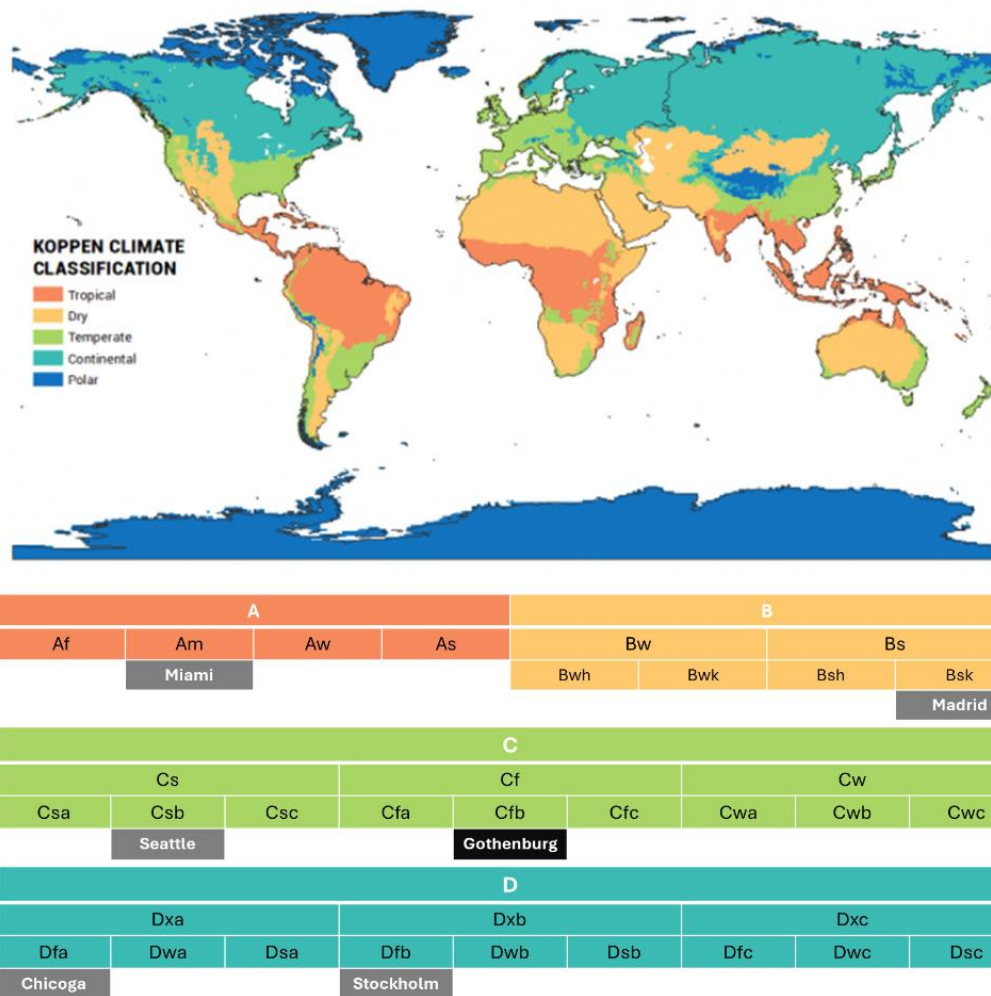 KOPPEN CLIMATE
CLASSIFICATION
Tropical
Dry
Temperate
Continental
Polar
A B
Af Am Aw As Bw Bs
Miami Bwh Bwk Bsh Bsk
Madrid
C
Cs Cf Cw
Csa Csb Csc Cfa Cfb Cfc Cwa Cwb Cwc
Seattle Gothenburg
D
Dxa Dxb Dxc
Dfa Dwa Dsa Dfb Dwb Dsb Dfc Dwc Dsc
Chicoga Stockholm